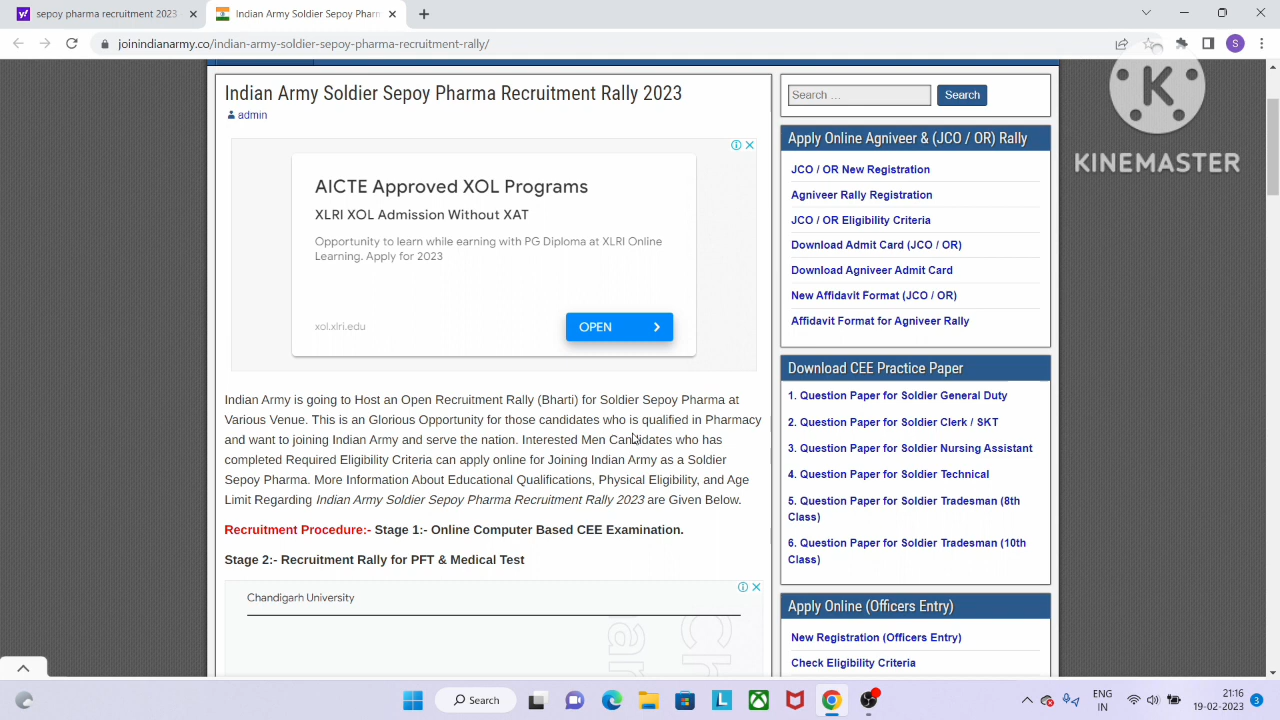 sepoy pharma recruitment 2023
Indian Army Soldier Sepoy Pharm
joinindianarmy.co/indian-army-soldier-sepoy-pharma-recruitment-rally/
S
Indian Army Soldier Sepoy Pharma Recruitment Rally 2023
admin
AICTE Approved XOL Programs
XLRI XOL Admission Without XAT
Opportunity to learn while earning with PG Diploma at XLRI Online
Learning. Apply for 2023
xol.xlri.edu
OPEN
Indian Army is going to Host an Open Recruitment Rally (Bharti) for Soldier Sepoy Pharma at
Various Venue. This is an Glorious Opportunity for those candidates who is qualified in Pharmacy
and want to joining Indian Army and serve the nation. Interested Men Candidates who has
completed Required Eligibility Criteria can apply online for Joining Indian Army as a Soldier
Sepoy Pharma. More Information About Educational Qualifications, Physical Eligibility, and Age
Limit Regarding Indian Army Soldier Sepoy Pharma Recruitment Rally 2023 are Given Below.
Recruitment Procedure:- Stage 1:- Online Computer Based CEE Examination.
Stage 2:- Recruitment Rally for PFT & Medical Test
Chandigarh University
Search …
Search
Apply Online Agniveer & (JCO / OR) Rally
JCO / OR New Registration
Agniveer Rally Registration
JCO / OR Eligibility Criteria
Download Admit Card (JCO / OR)
Download Agniveer Admit Card
New Affidavit Format (JCO / OR)
Affidavit Format for Agniveer Rally
Download CEE Practice Paper
1. Question Paper for Soldier General Duty
2. Question Paper for Soldier Clerk / SKT
3. Question Paper for Soldier Nursing Assistant
4. Question Paper for Soldier Technical
5. Question Paper for Soldier Tradesman (8th
Class)
6. Question Paper for Soldier Tradesman (10th
Class)
Apply Online (Officers Entry)
New Registration (Officers Entry)
Check Eligibility Criteria
K
KINEMASTER
Search
ENG
IN
21:16
19-02-2023
3